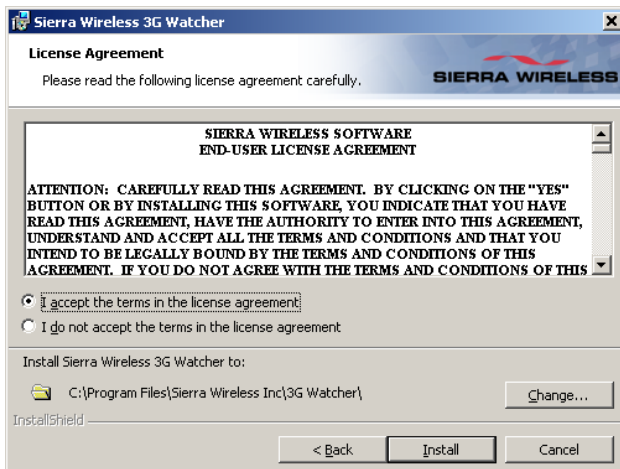 Sierra Wireless 3G Watcher
License Agreement
Please read the following license agreement carefully.
SIERRA WIRELESS
SIERRA WIRELESS SOFTWARE
END-USER LICENSE AGREEMENT
ATTENTION: CAREFULLY READ THIS AGREEMENT. BY CLICKING ON THE "YES"
BUTTON OR BY INSTALLING THIS SOFTWARE, YOU INDICATE THAT YOU HAVE
READ THIS AGREEMENT, HAVE THE AUTHORITY TO ENTER INTO THIS AGREEMENT,
UNDERSTAND AND ACCEPT ALL THE TERMS AND CONDITIONS AND THAT YOU
INTEND TO BE LEGALLY BOUND BY THE TERMS AND CONDITIONS OF THIS
AGREEMENT. IF YOU DO NOT AGREE WITH THE TERMS AND CONDITIONS OF THIS
I accept the terms in the license agreement
I do not accept the terms in the license agreement
Install Sierra Wireless 3G Watcher to:
C:\Program Files\Sierra Wireless Inc\3G Watcher\
Change...
InstallShield
< Back
Install
Cancel